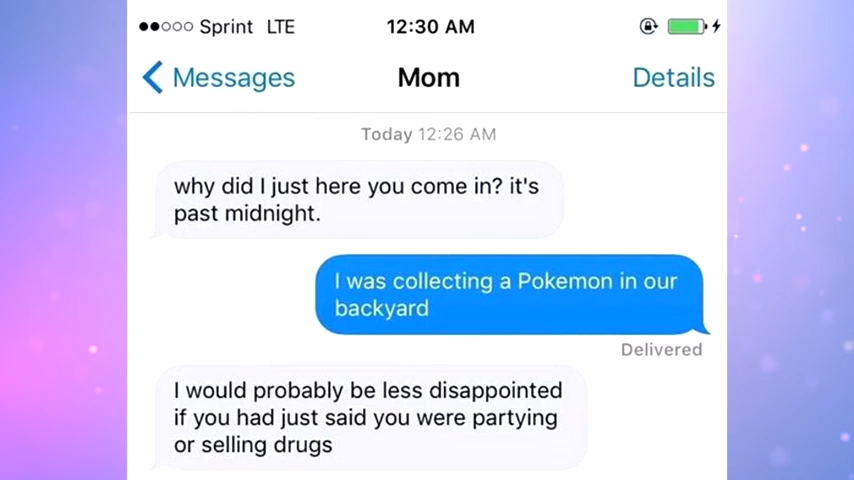 Sprint LTE 12:30 AM
Messages Mom Details
Today 12:26 AM
why did I just here you come in? it's
past midnight.
I was collecting a Pokemon in our
backyard
Delivered
I would probably be less disappointed
if you had just said you were partying
or selling drugs